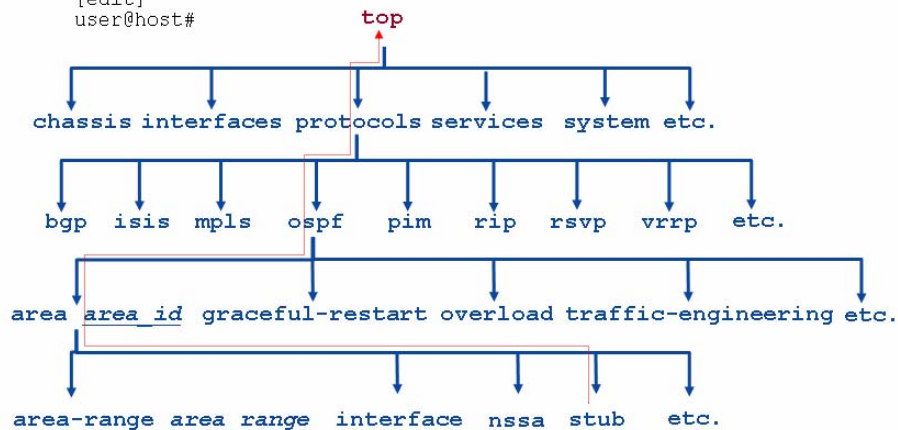 [edit]
user@host#
top
chassis interfaces protocols services system etc.
bgp isis mpls ospf pim rip rsvp vrrp etc.
area area_id graceful-restart overload traffic-engineering etc.
area-range area range interface nssa stub etc.